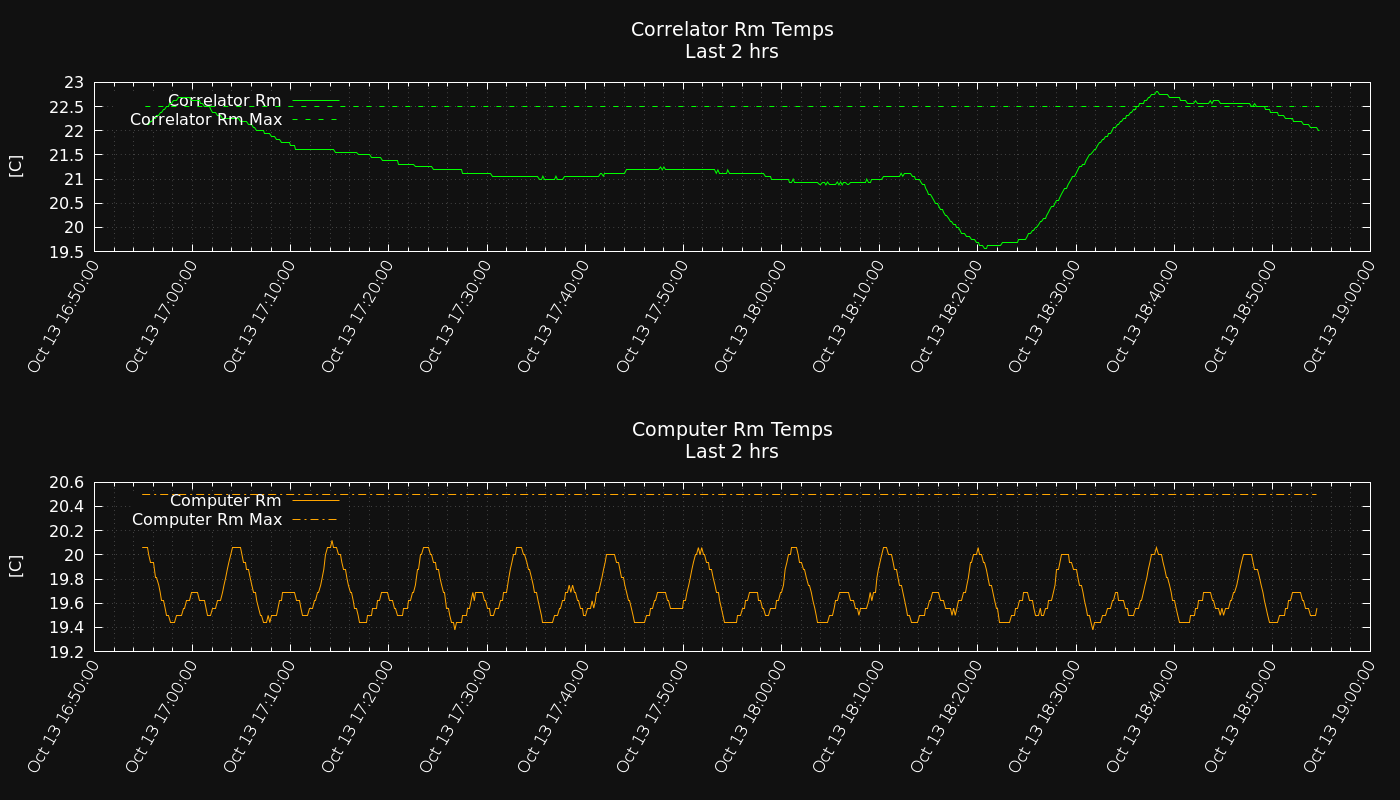 Correlator Rm Temps
Last 2 hrs
23
22.5
22
21.5
21
20.5
20
19.5
[C]
Correlator Rm
Correlator Rm Max
Oct 13 16:50:00
Oct 13 17:00:00
Oct 13 17:10:00
Oct 13 17:20:00
Oct 13 17:30:00
Oct 13 17:40:00
Oct 13 17:50:00
Oct 13 18:00:00
Oct 13 18:10:00
Oct 13 18:20:00
Oct 13 18:30:00
Oct 13 18:40:00
Oct 13 18:50:00
Oct 13 19:00:00
Computer Rm Temps
Last 2 hrs
20.6
20.4
20.2
20
19.8
19.6
19.4
19.2
[C]
Computer Rm
Computer Rm Max
Oct 13 16:50:00
Oct 13 17:00:00
Oct 13 17:10:00
Oct 13 17:20:00
Oct 13 17:30:00
Oct 13 17:40:00
Oct 13 17:50:00
Oct 13 18:00:00
Oct 13 18:10:00
Oct 13 18:20:00
Oct 13 18:30:00
Oct 13 18:40:00
Oct 13 18:50:00
Oct 13 19:00:00